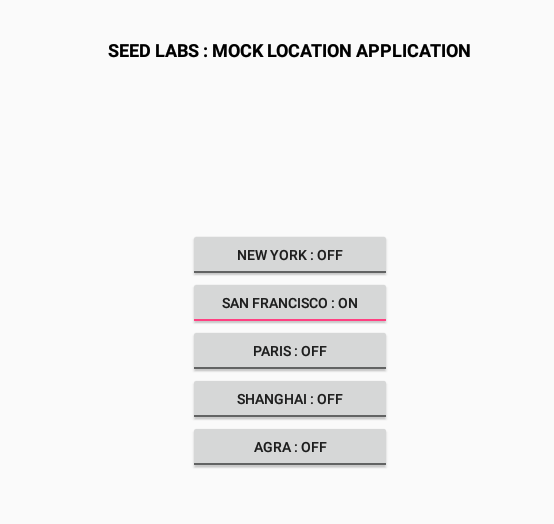 SEED LABS : MOCK LOCATION APPLICATION
NEW YORK : OFF
SAN FRANCISCO : ON
PARIS : OFF
SHANGHAI : OFF
AGRA : OFF